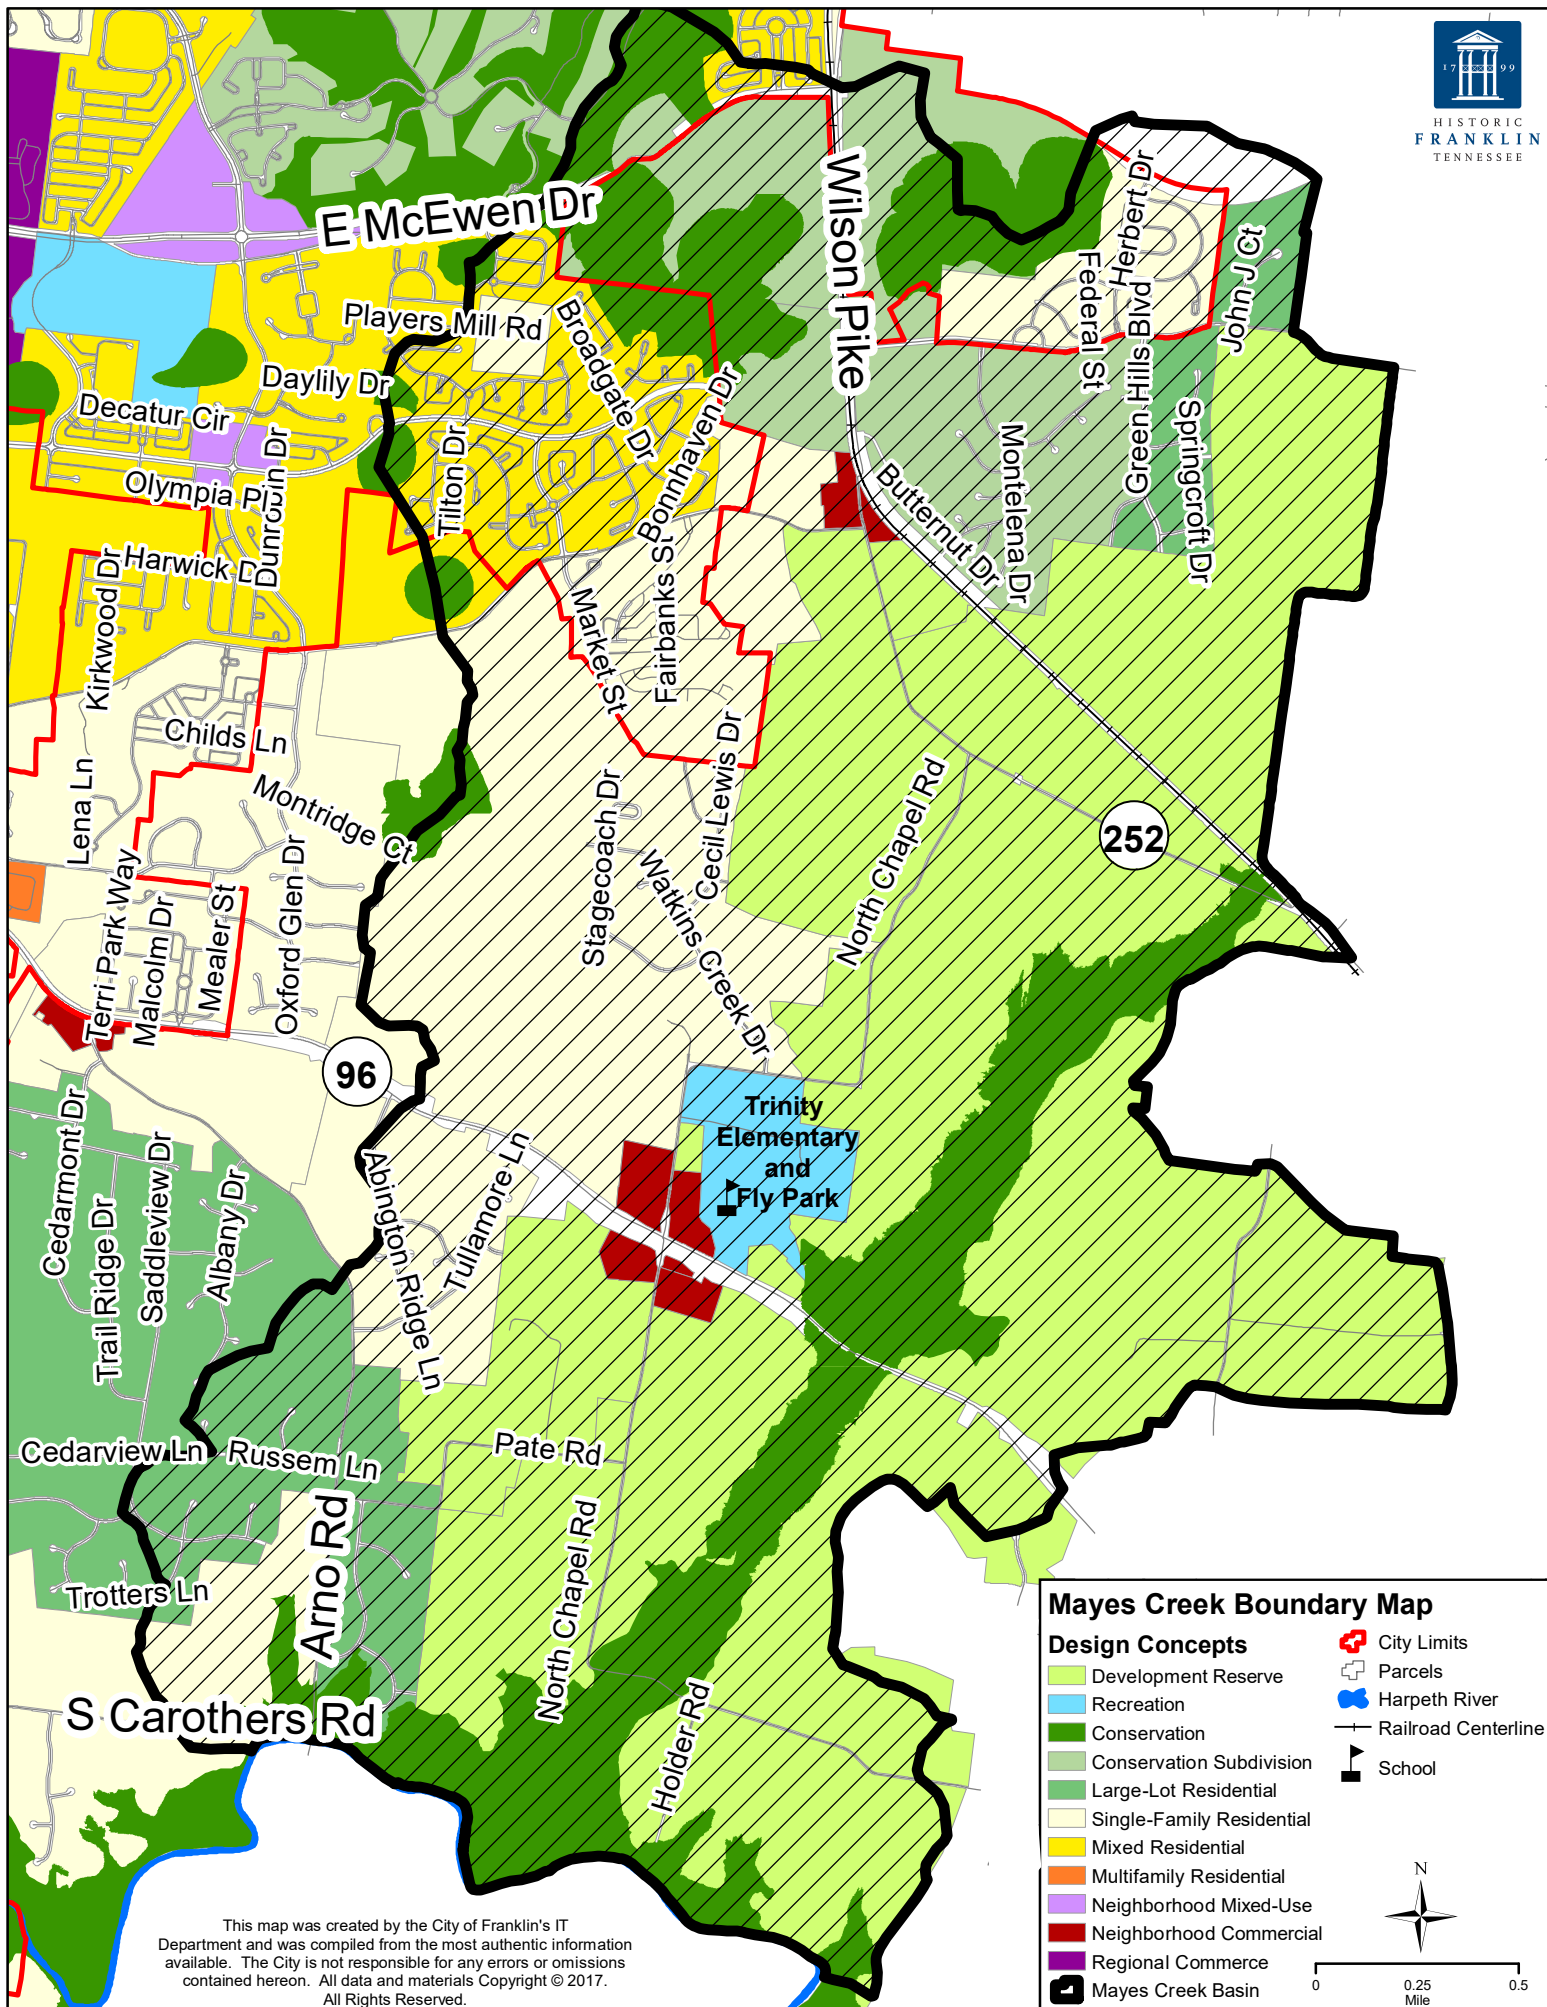 17 99
HISTORIC
FRANKLIN
TENNESSEE
E McEwen Dr
Wilson Pike
Herbert Dr
Federal St
Green Hills Blvd
John J Ct
Players Mill Rd
Broadgate Dr
Daylily Dr
Decatur Cir
Bonnhaven Dr
Tilton Dr
Olympia Pl
Dunrobin Dr
Springcroft Dr
Montelena Dr
Butternut Dr
Harwick Dr
Kirkwood Dr
Market St
Fairbanks St
Childs Ln
Lena Ln
Montridge Ct
Stagecoach Dr
Cecil Lewis Dr
North Chapel Rd
252
Watkins Creek Dr
Terri Park Way
Malcolm Dr
Mealer St
Oxford Glen Dr
96
Trinity
Elementary
and
Fly Park
Cedarmont Dr
Trail Ridge Dr
Saddleview Dr
Albany Dr
Abington Ridge Ln
Tullamore Ln
Cedarview Ln
Russem Ln
Pate Rd
Arno Rd
North Chapel Rd
Trotters Ln
S Carothers Rd
Holder Rd
Mayes Creek Boundary Map
Design Concepts
Development Reserve
Recreation
Conservation
Conservation Subdivision
Large-Lot Residential
Single-Family Residential
Mixed Residential
Multifamily Residential
Neighborhood Mixed-Use
Neighborhood Commercial
Regional Commerce
Mayes Creek Basin
City Limits
Parcels
Harpeth River
Railroad Centerline
School
N
0 0.25 0.5
Mile
This map was created by the City of Franklin's IT
Department and was compiled from the most authentic information
available. The City is not responsible for any errors or omissions
contained hereon. All data and materials Copyright © 2017.
All Rights Reserved.